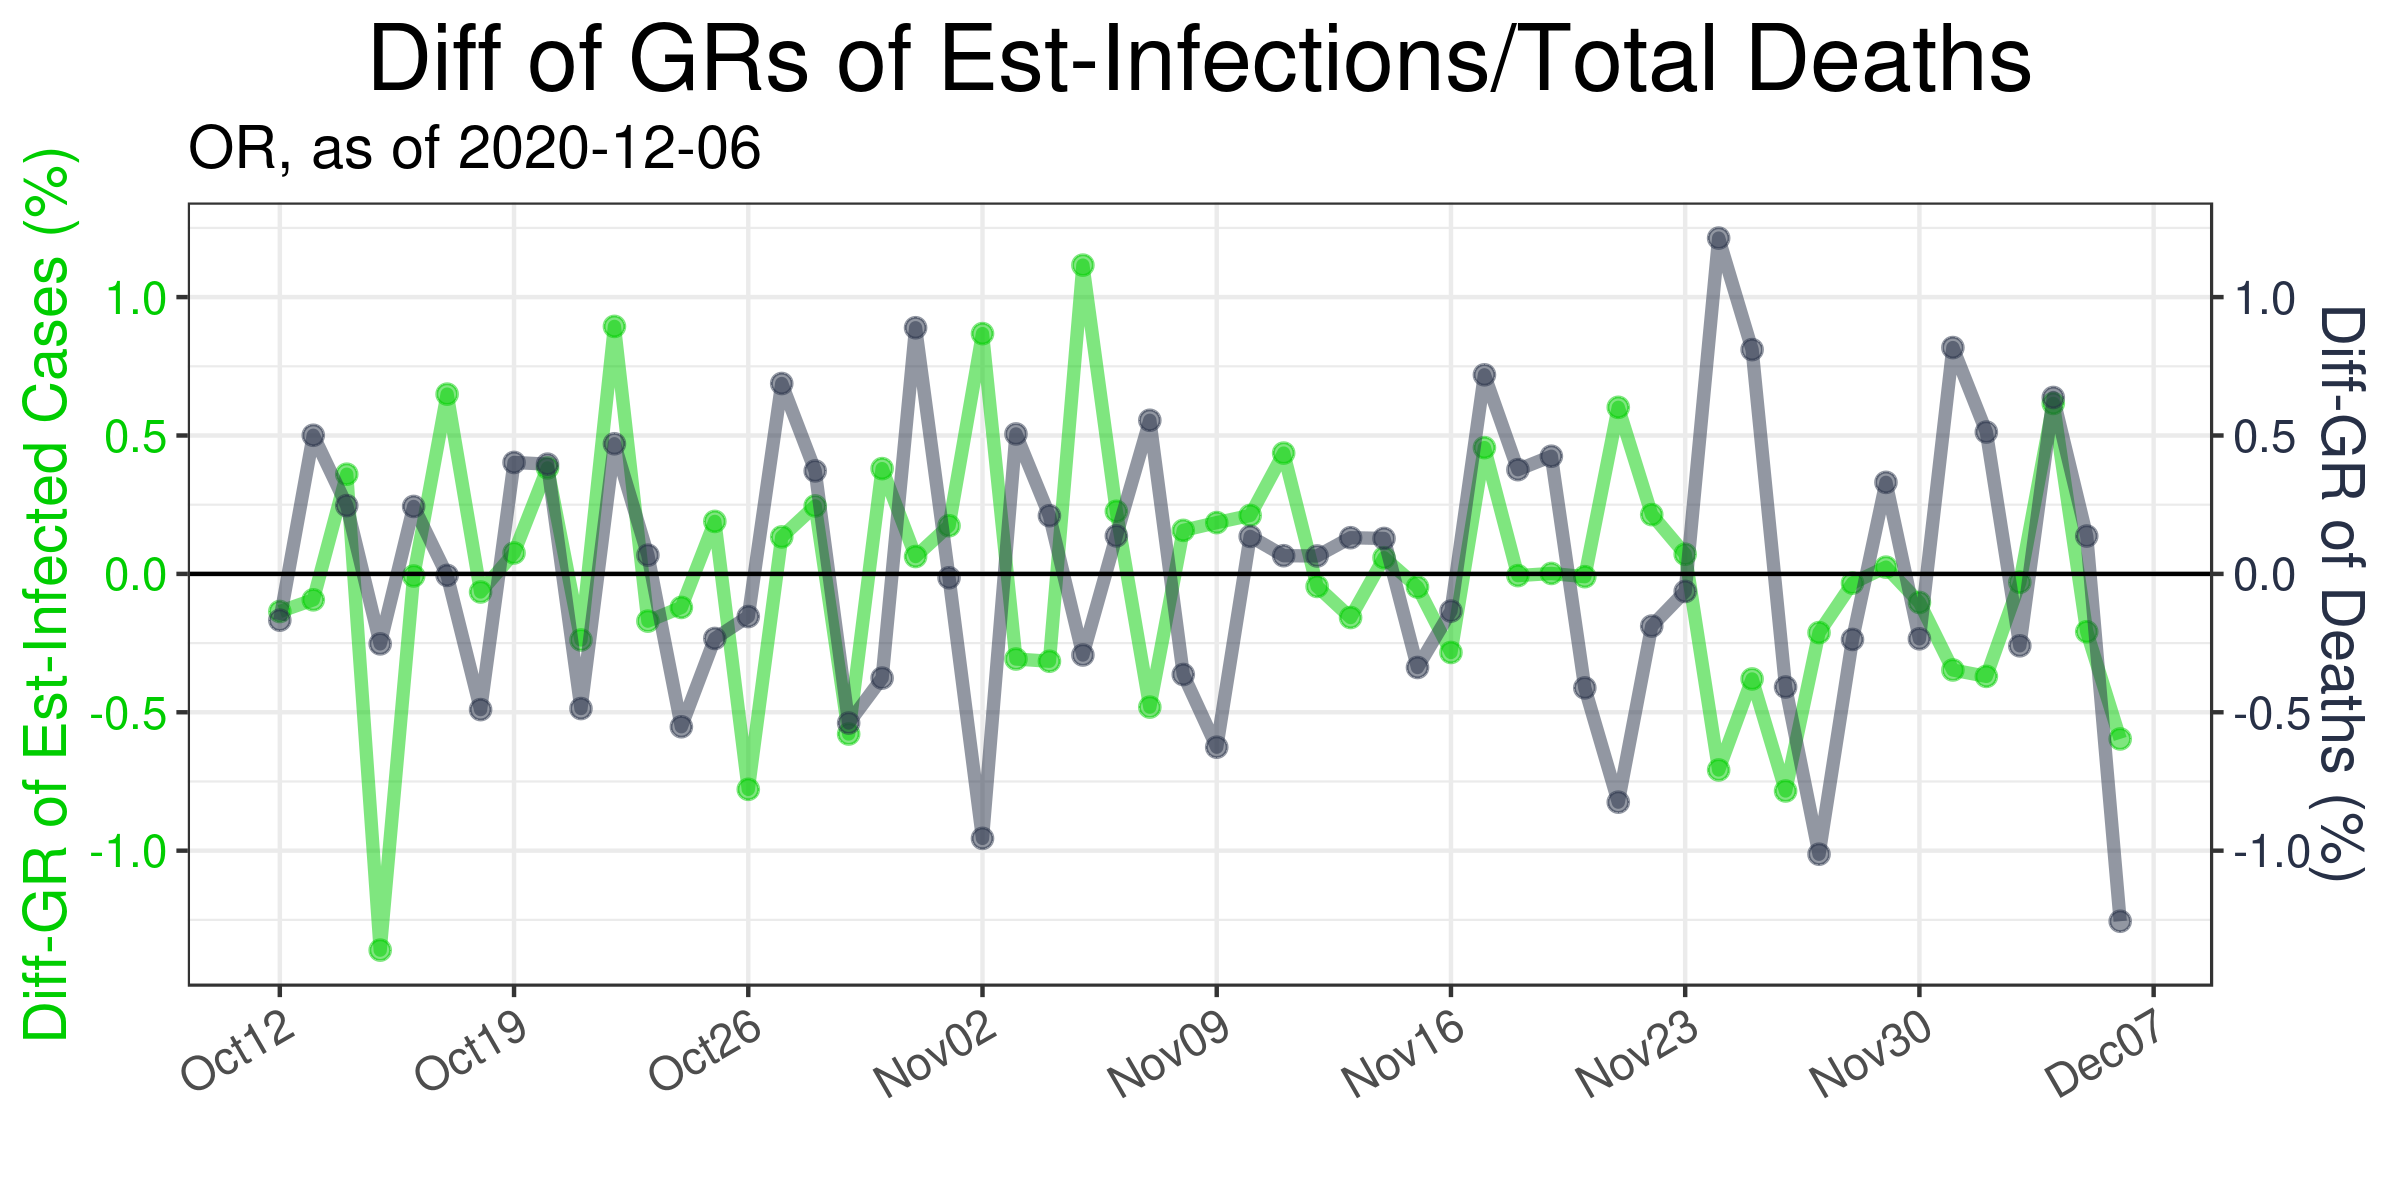 Diff of GRs of Est-Infections/Total Deaths
OR, as of 2020-12-06
Diff-GR of Est-Infected Cases (%)
1.0
0.5
0.0
-0.5
-1.0
1.0
0.5
0.0
-0.5
-1.0
Diff-GR of Deaths (%)
Oct12
Oct19
Oct26
Nov02
Nov09
Nov16
Nov23
Nov30
Dec07